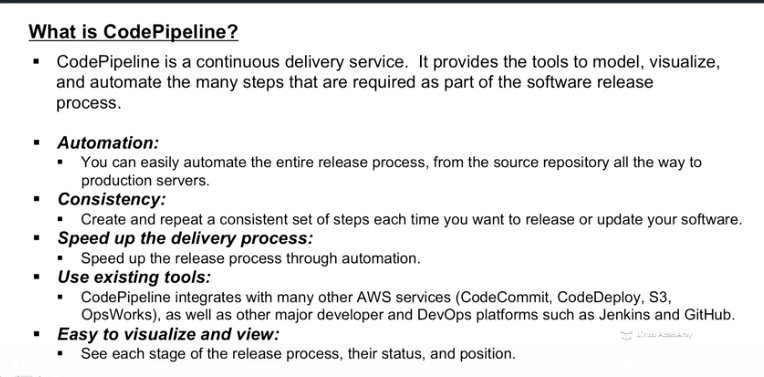 What is CodePipeline?
▪ CodePipeline is a continuous delivery service. It provides the tools to model, visualize,
and automate the many steps that are required as part of the software release
process.
▪ Automation:
▪ You can easily automate the entire release process, from the source repository all the way to
production servers.
▪ Consistency:
▪ Create and repeat a consistent set of steps each time you want to release or update your software.
▪ Speed up the delivery process:
▪ Speed up the release process through automation.
▪ Use existing tools:
▪ CodePipeline integrates with many other AWS services (CodeCommit, CodeDeploy, S3,
OpsWorks), as well as other major developer and DevOps platforms such as Jenkins and GitHub.
▪ Easy to visualize and view:
Linux Academy
▪ See each stage of the release process, their status, and position.